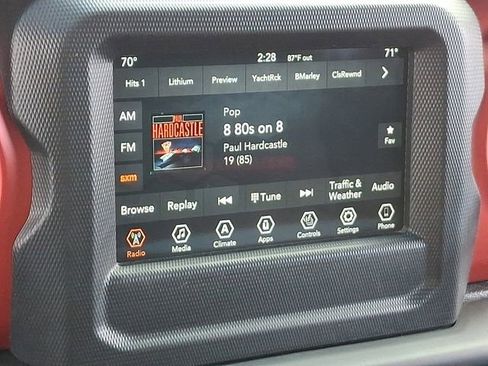 70° 2:28 87°F out 71°
Hits 1 Lithium Preview YachtRck BMarley ClsRewnd
AM
FM
sxm
PAUL
HARDCASTLE
Pop
8 80s on 8
Paul Hardcastle
19 (85)
Fav
Browse Replay Tune Traffic & Weather Audio
Radio Media Climate Apps Controls Settings Phone